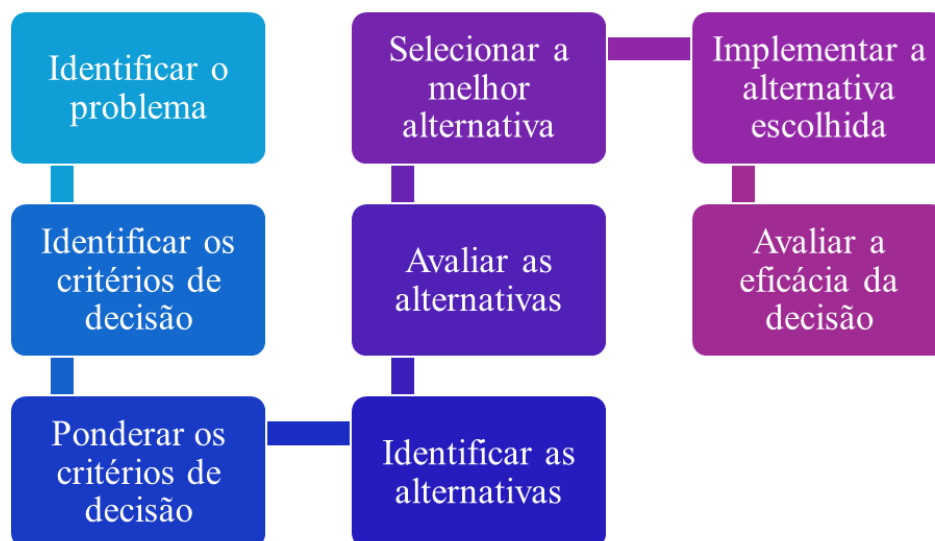 Identificar o
problema
Identificar os
critérios de
decisão
Ponderar os
critérios de
decisão
Identificar as
alternativas
Avaliar as
alternativas
Selecionar a
melhor
alternativa
Implementar a
alternativa
escolhida
Avaliar a
eficácia da
decisão